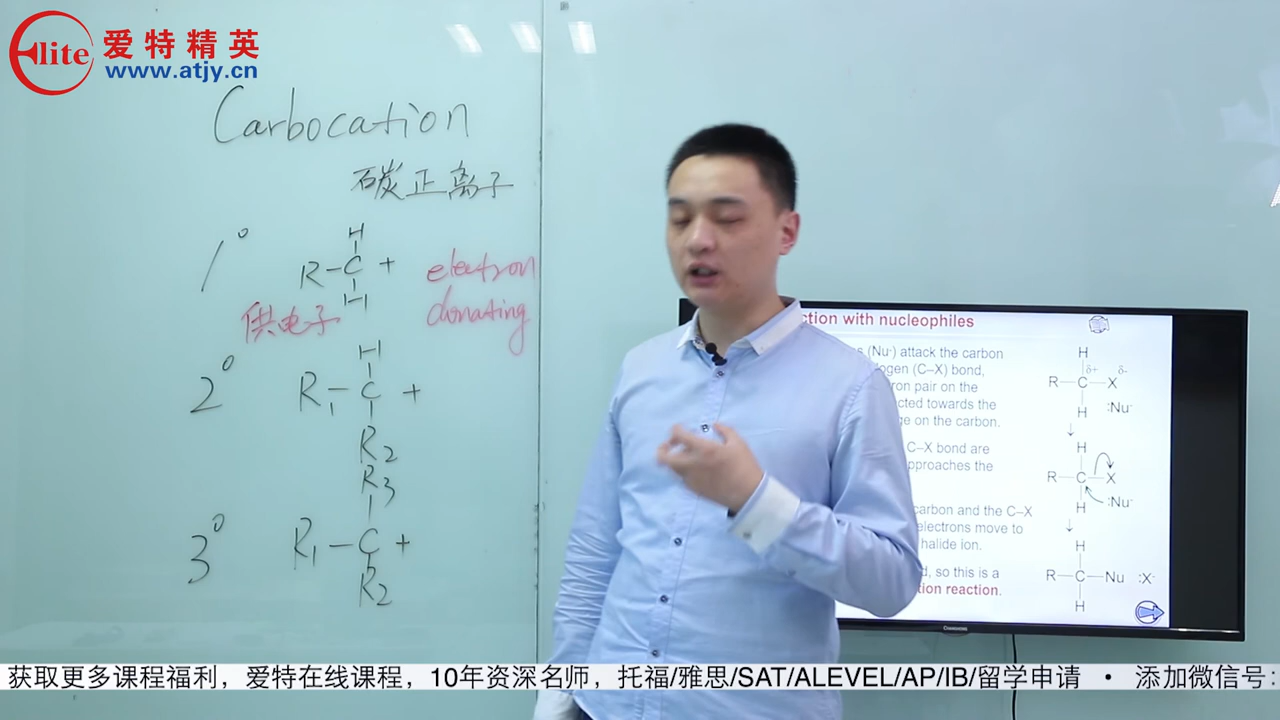 Elite 爱特精英
www.atjy.cn
Carbocation
碳正离子
1° R-C+
H
H
供电子
electron
donating
2° R1-C+
H
R2
3° R1-C+
R3
R2
ction with nucleophiles
s (Nu-) attack the carbon
ogen (C–X) bond,
ron pair on the
cted towards the
ge on the carbon.
C–X bond are
pproaches the
carbon and the C–X
electrons move to
halide ion.
d, so this is a
tion reaction.
H
δ+ δ-
R–C–X
H :Nu-
↓
H
R–C–X
H :Nu-
↓
H
R–C–Nu :X-
H
CHANGHONG
获取更多课程福利，爱特在线课程，10年资深名师，托福/雅思/SAT/ALEVEL/AP/IB/留学申请 • 添加微信号：